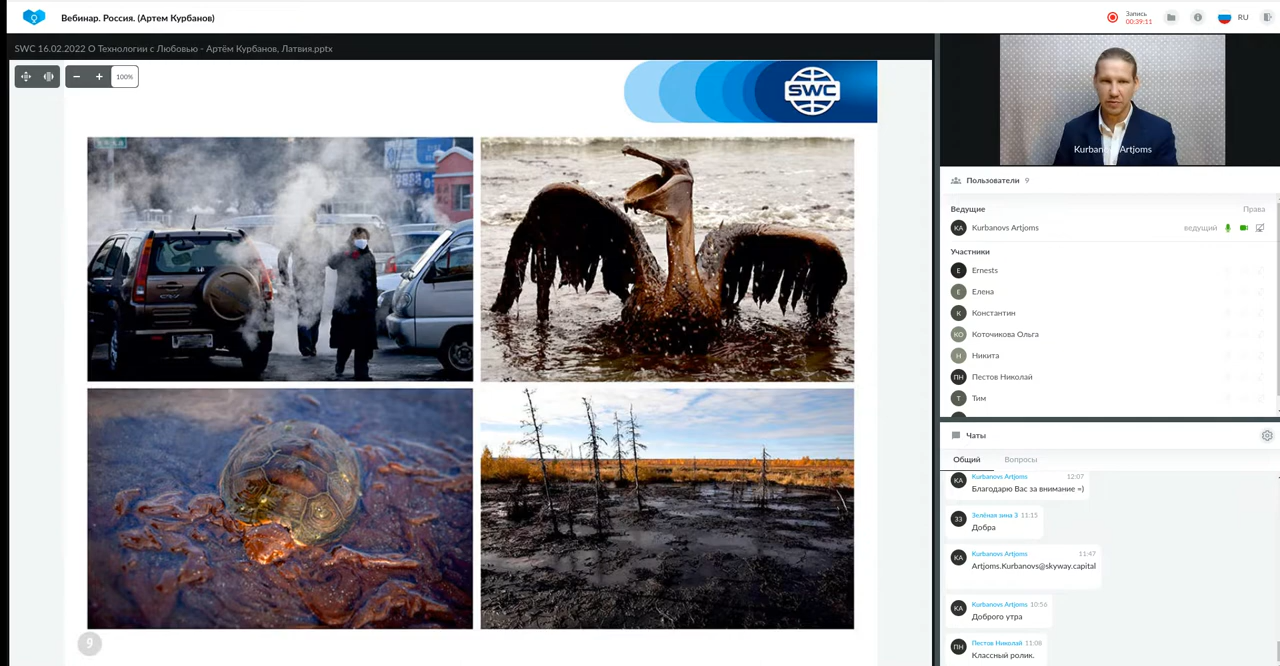 Вебинар. Россия. (Артем Курбанов)
Запись
00:39:11
RU
SWC 16.02.2022 О Технологии с Любовью - Артём Курбанов, Латвия.pptx
100%
SWC
CRV
9
Kurbanovs Artjoms
Пользователи 9
Ведущие
Права
KA
Kurbanovs Artjoms
ведущий
Участники
E
Ernests
Е
Елена
К
Константин
КО
Коточикова Ольга
Н
Никита
ПН
Пестов Николай
Т
Тим
Чаты
Общий
Вопросы
KA
Kurbanovs Artjoms 12:07
Благодарю Вас за внимание =)
ЗЗ
Зелёная зина З 11:15
Добра
KA
Kurbanovs Artjoms 11:47
Artjoms.Kurbanovs@skyway.capital
KA
Kurbanovs Artjoms 10:56
Доброго утра
ПН
Пестов Николай 11:08
Классный ролик.